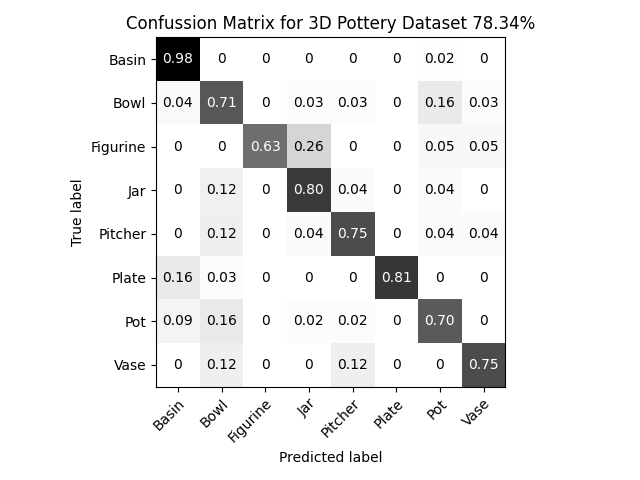 Confussion Matrix for 3D Pottery Dataset 78.34%
Basin 0.98 0 0 0 0 0 0.02 0
Bowl 0.04 0.71 0 0.03 0.03 0 0.16 0.03
Figurine 0 0 0.63 0.26 0 0 0.05 0.05
Jar 0 0.12 0 0.80 0.04 0 0.04 0
Pitcher 0 0.12 0 0.04 0.75 0 0.04 0.04
Plate 0.16 0.03 0 0 0 0.81 0 0
Pot 0.09 0.16 0 0.02 0.02 0 0.70 0
Vase 0 0.12 0 0 0.12 0 0 0.75
True label
Basin Bowl Figurine Jar Pitcher Plate Pot Vase
Predicted label